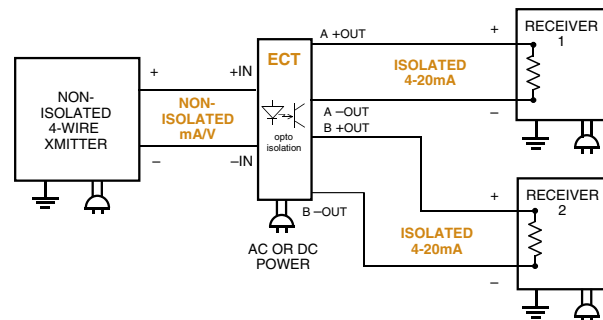 NON-
ISOLATED
4-WIRE
XMITTER
+
–
NON-
ISOLATED
mA/V
+IN
–IN
ECT
opto
isolation
AC OR DC
POWER
A +OUT
A –OUT
B +OUT
B –OUT
ISOLATED
4-20mA
+
–
RECEIVER
1
ISOLATED
4-20mA
+
–
RECEIVER
2